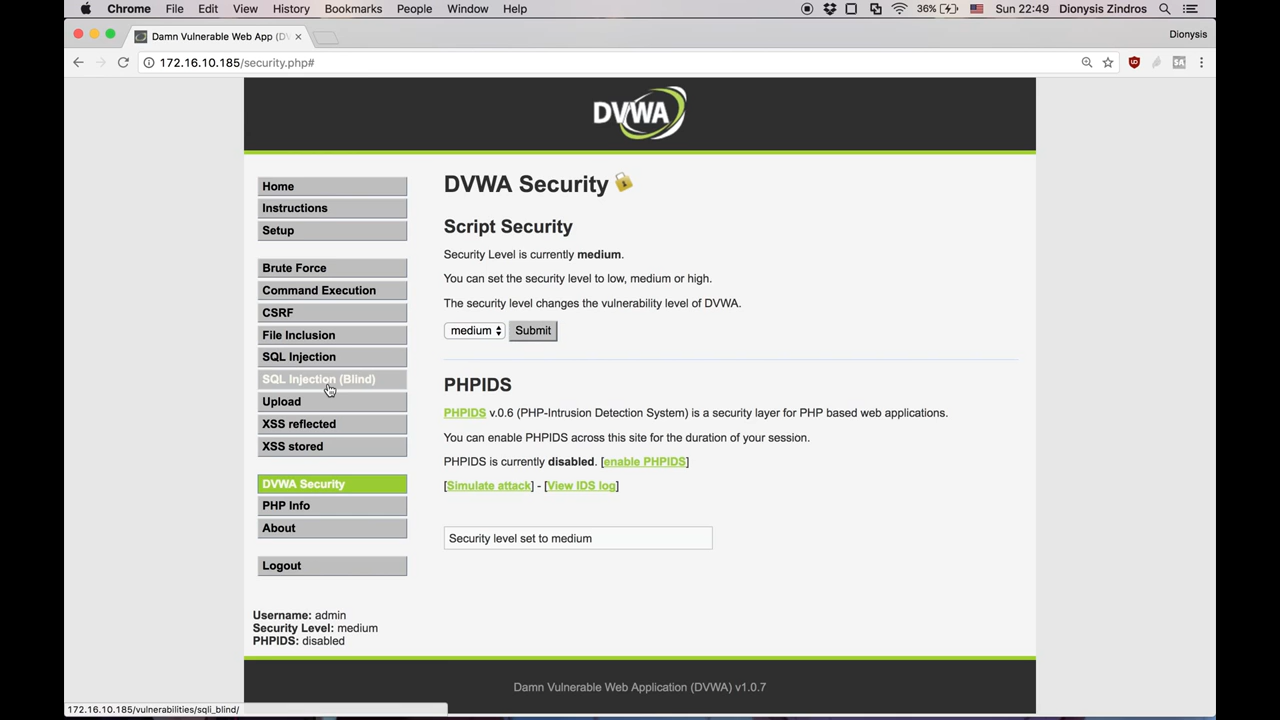 Chrome File Edit View History Bookmarks People Window Help 36% Sun 22:49 Dionysis Zindros
Damn Vulnerable Web App (DV Dionysis
172.16.10.185/security.php#
DVWA
Home
Instructions
Setup
Brute Force
Command Execution
CSRF
File Inclusion
SQL Injection
SQL Injection (Blind)
Upload
XSS reflected
XSS stored
DVWA Security
PHP Info
About
Logout
Username: admin
Security Level: medium
PHPIDS: disabled
DVWA Security
Script Security
Security Level is currently medium.
You can set the security level to low, medium or high.
The security level changes the vulnerability level of DVWA.
medium Submit
PHPIDS
PHPIDS v.0.6 (PHP-Intrusion Detection System) is a security layer for PHP based web applications.
You can enable PHPIDS across this site for the duration of your session.
PHPIDS is currently disabled. [enable PHPIDS]
[Simulate attack] - [View IDS log]
Security level set to medium
Damn Vulnerable Web Application (DVWA) v1.0.7
172.16.10.185/vulnerabilities/sqli_blind/